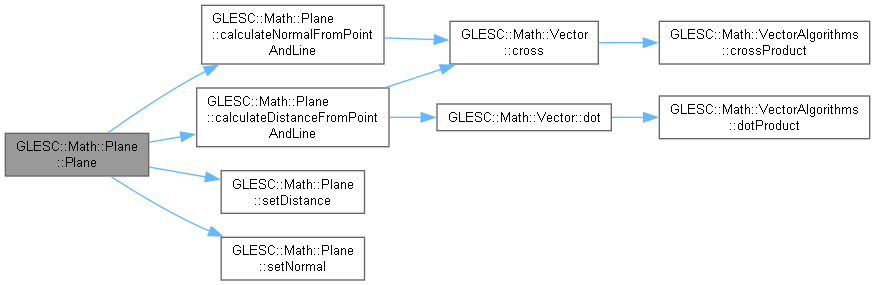 GLESC::Math::Plane
::Plane
GLESC::Math::Plane
::calculateNormalFromPoint
AndLine
GLESC::Math::Plane
::calculateDistanceFromPoint
AndLine
GLESC::Math::Plane
::setDistance
GLESC::Math::Plane
::setNormal
GLESC::Math::Vector
::cross
GLESC::Math::Vector::dot
GLESC::Math::VectorAlgorithms
::crossProduct
GLESC::Math::VectorAlgorithms
::dotProduct